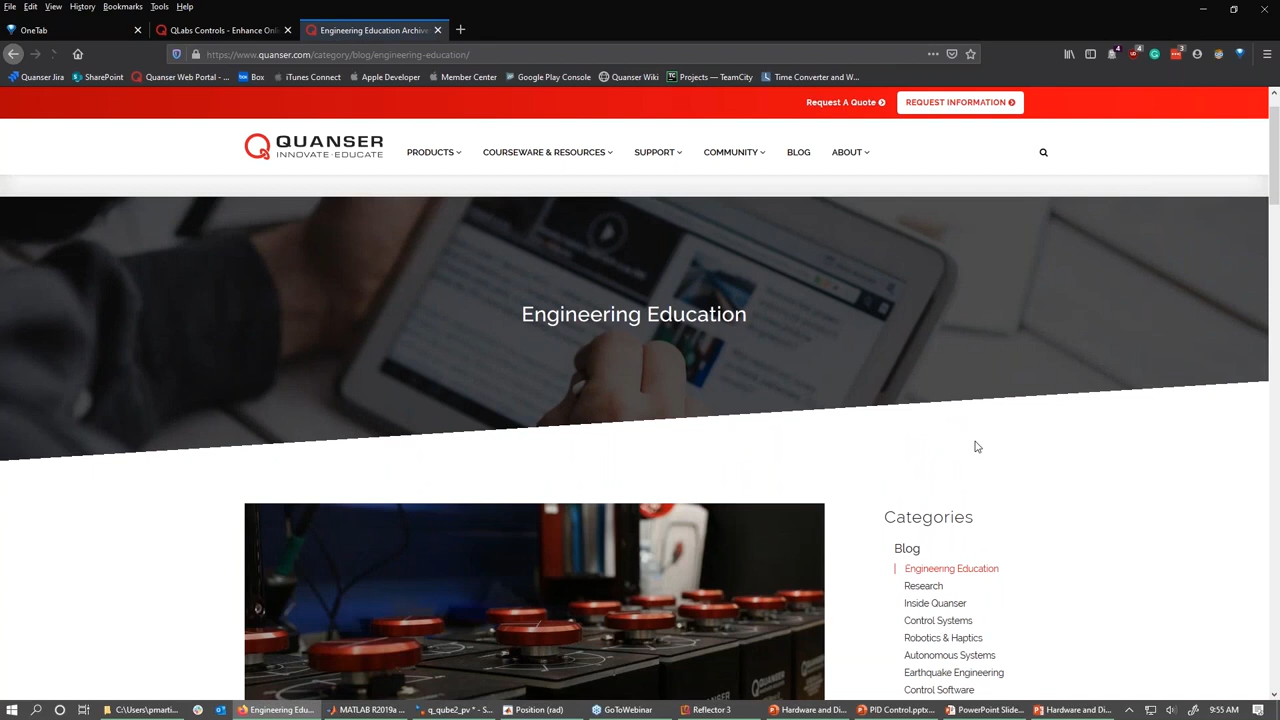 File Edit View History Bookmarks Tools Help
OneTab
QLabs Controls - Enhance Onli
Engineering Education Archive
https://www.quanser.com/category/blog/engineering-education/
4 4 3
Quanser Jira SharePoint Quanser Web Portal - ... Box iTunes Connect Apple Developer Member Center Google Play Console Quanser Wiki Projects — TeamCity Time Converter and W...
Request A Quote REQUEST INFORMATION
QUANSER
INNOVATE·EDUCATE
PRODUCTS COURSEWARE & RESOURCES SUPPORT COMMUNITY BLOG ABOUT
Engineering Education
Categories
Blog
Engineering Education
Research
Inside Quanser
Control Systems
Robotics & Haptics
Autonomous Systems
Earthquake Engineering
Control Software
C:\Users\pmarti... Engineering Edu... MATLAB R2019a ... q_qube2_pv * - S... Position (rad) GoToWebinar Reflector 3 Hardware and Di... PID Control.pptx... PowerPoint Slide... Hardware and Di... 9:55 AM